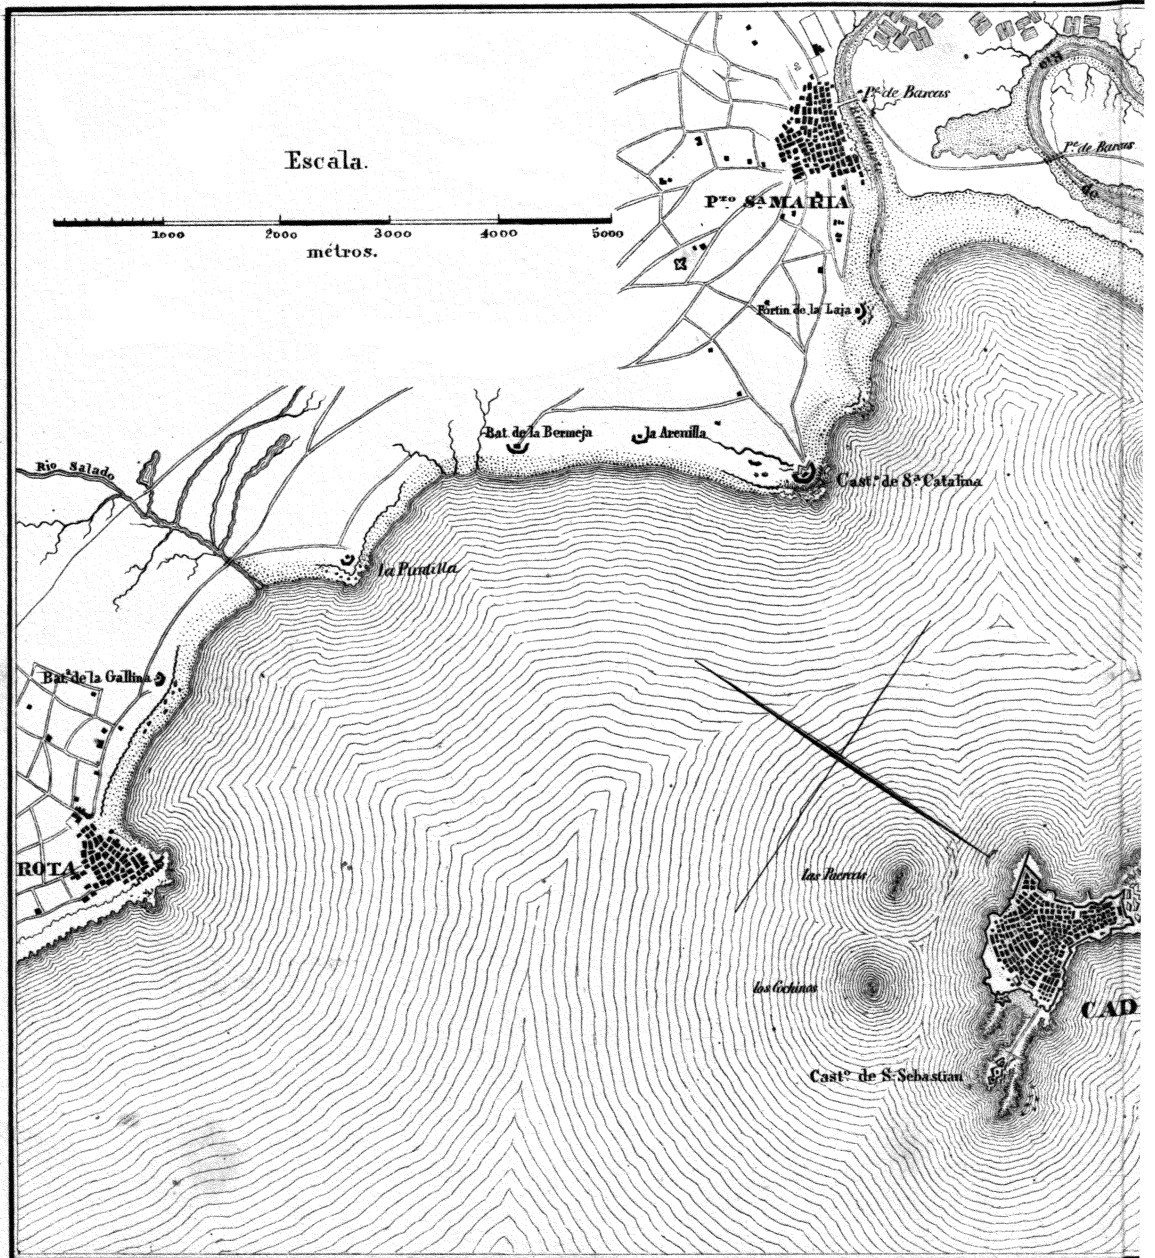 Rio
Pte de Barcas
Pte de Barcas
Escala.
1000 2000 3000 4000 5000
métros.
Pto Sa MARIA
Fortin de la Laja
Bat. de la Bermeja
la Arenilla
Rio Salado
Casto de Sa Catalina
la Puntilla
Bata de la Gallina
ROTA
las Puercas
los Cochinos
CAD
Casto de S. Sebastian